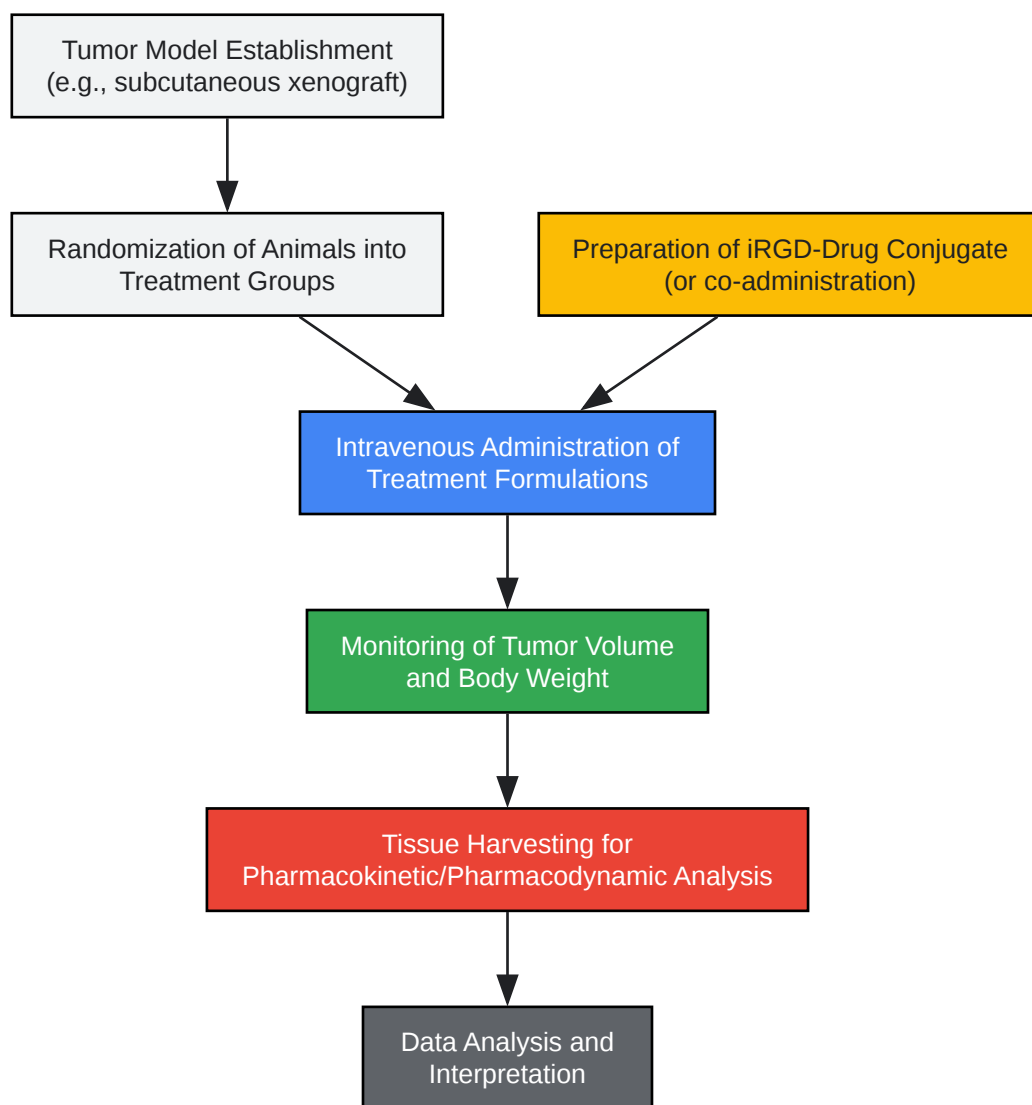 Tumor Model Establishment
(e.g., subcutaneous xenograft)
Randomization of Animals into
Treatment Groups
Preparation of iRGD-Drug Conjugate
(or co-administration)
Intravenous Administration of
Treatment Formulations
Monitoring of Tumor Volume
and Body Weight
Tissue Harvesting for
Pharmacokinetic/Pharmacodynamic Analysis
Data Analysis and
Interpretation